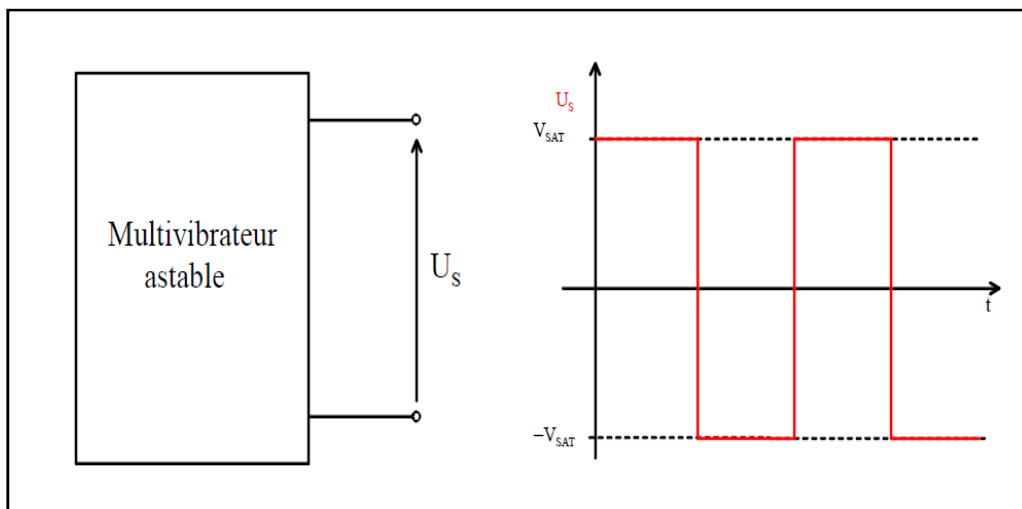 Multivibrateur
astable
U_S
U_S
V_SAT
t
–V_SAT